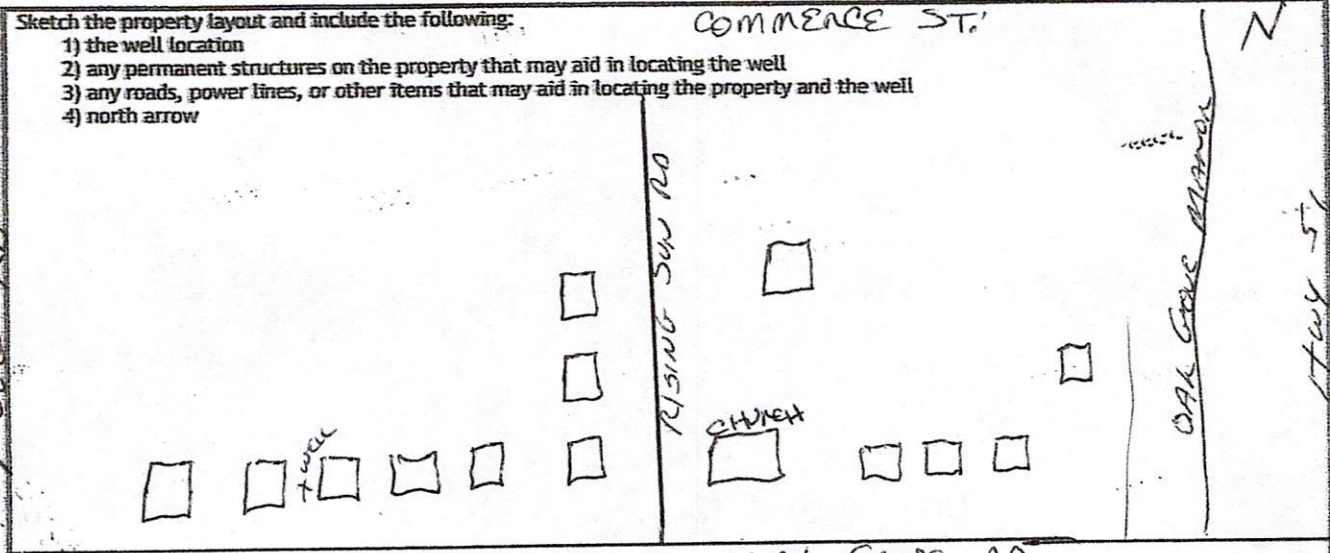 Sketch the property layout and include the following:
COMMERCE ST.
N
1) the well location
2) any permanent structures on the property that may aid in locating the well
3) any roads, power lines, or other items that may aid in locating the property and the well
4) north arrow
RISING SUN RD
OAK GROVE MANOR
HWY 51
CHURCH
X WELL